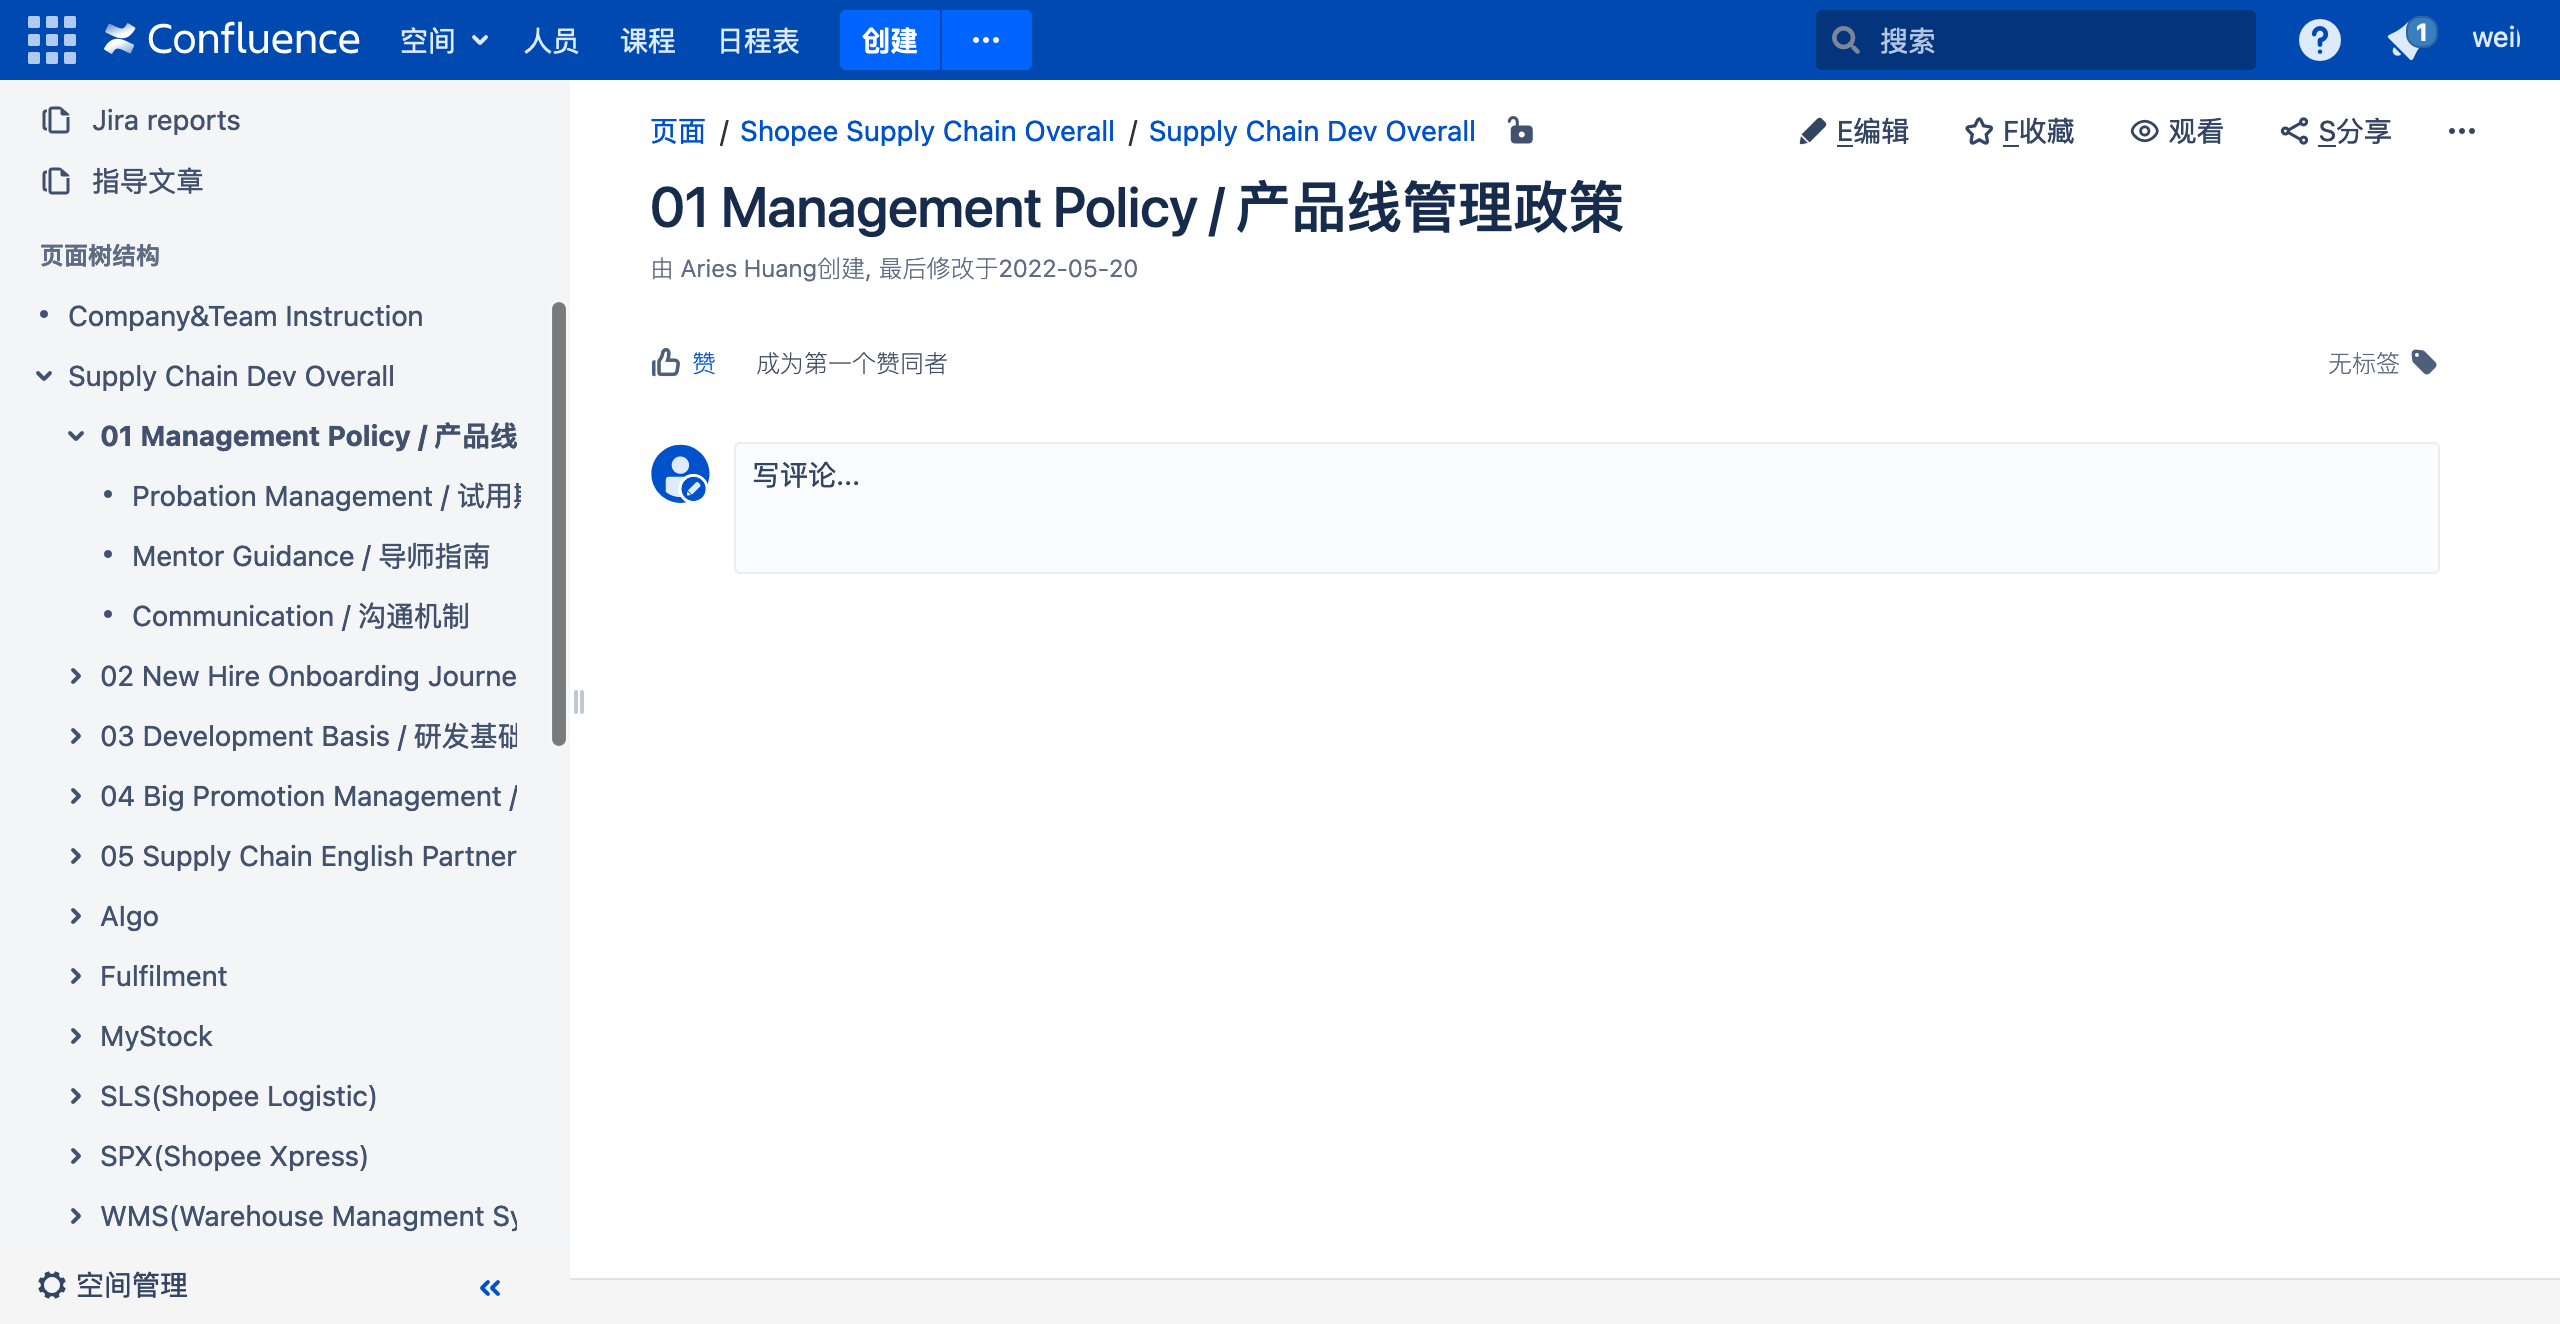 Confluence 空间 人员 课程 日程表 创建 ... 搜索 ? 1 wei
Jira reports
指导文章
页面树结构
Company&Team Instruction
Supply Chain Dev Overall
01 Management Policy / 产品线
Probation Management / 试用
Mentor Guidance / 导师指南
Communication / 沟通机制
02 New Hire Onboarding Journe
03 Development Basis / 研发基础
04 Big Promotion Management /
05 Supply Chain English Partner
Algo
Fulfilment
MyStock
SLS(Shopee Logistic)
SPX(Shopee Xpress)
WMS(Warehouse Managment Sy
空间管理
页面 / Shopee Supply Chain Overall / Supply Chain Dev Overall
E编辑 F收藏 观看 S分享 ...
01 Management Policy / 产品线管理政策
由 Aries Huang创建, 最后修改于2022-05-20
赞 成为第一个赞同者 无标签
写评论...